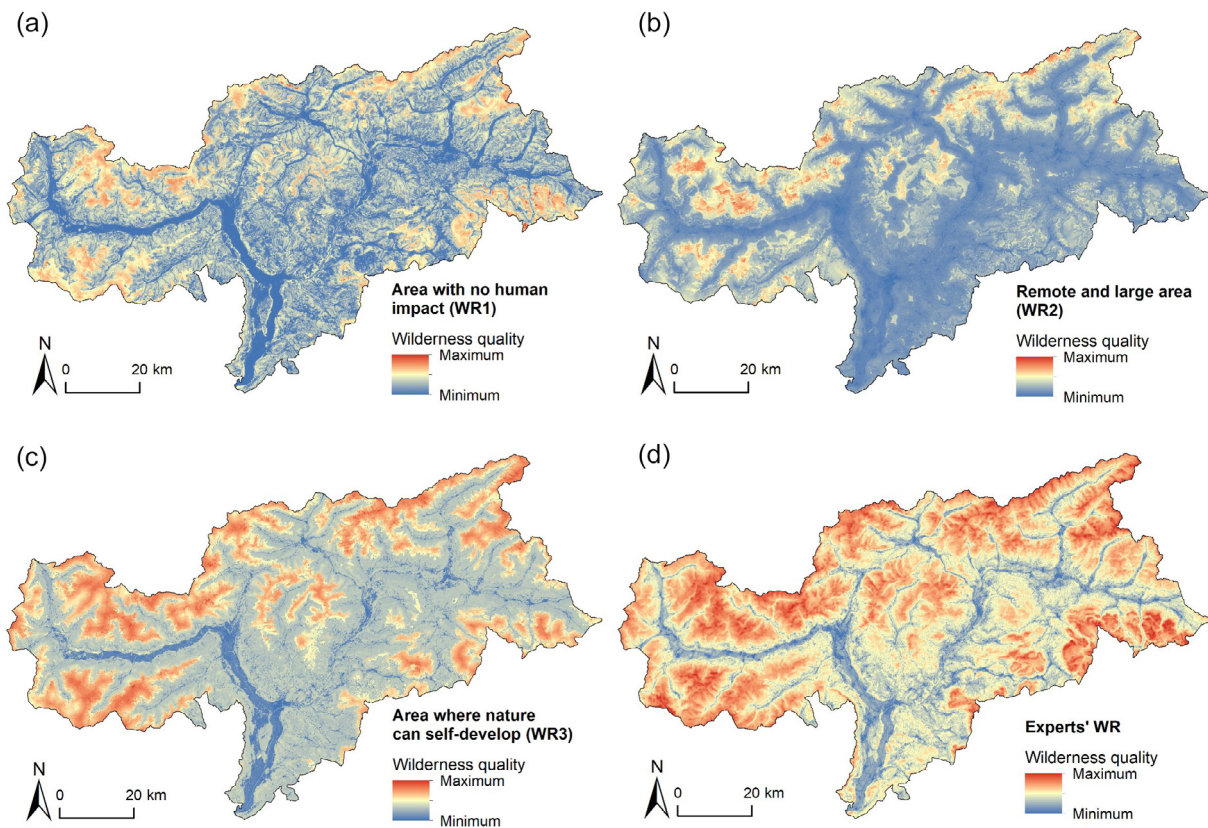 (a)
Area with no human
impact (WR1)
Wilderness quality
Maximum
Minimum
N
0 20 km
(b)
Remote and large area
(WR2)
Wilderness quality
Maximum
Minimum
N
0 20 km
(c)
Area where nature
can self-develop (WR3)
Wilderness quality
Maximum
Minimum
N
0 20 km
(d)
Experts' WR
Wilderness quality
Maximum
Minimum
N
0 20 km